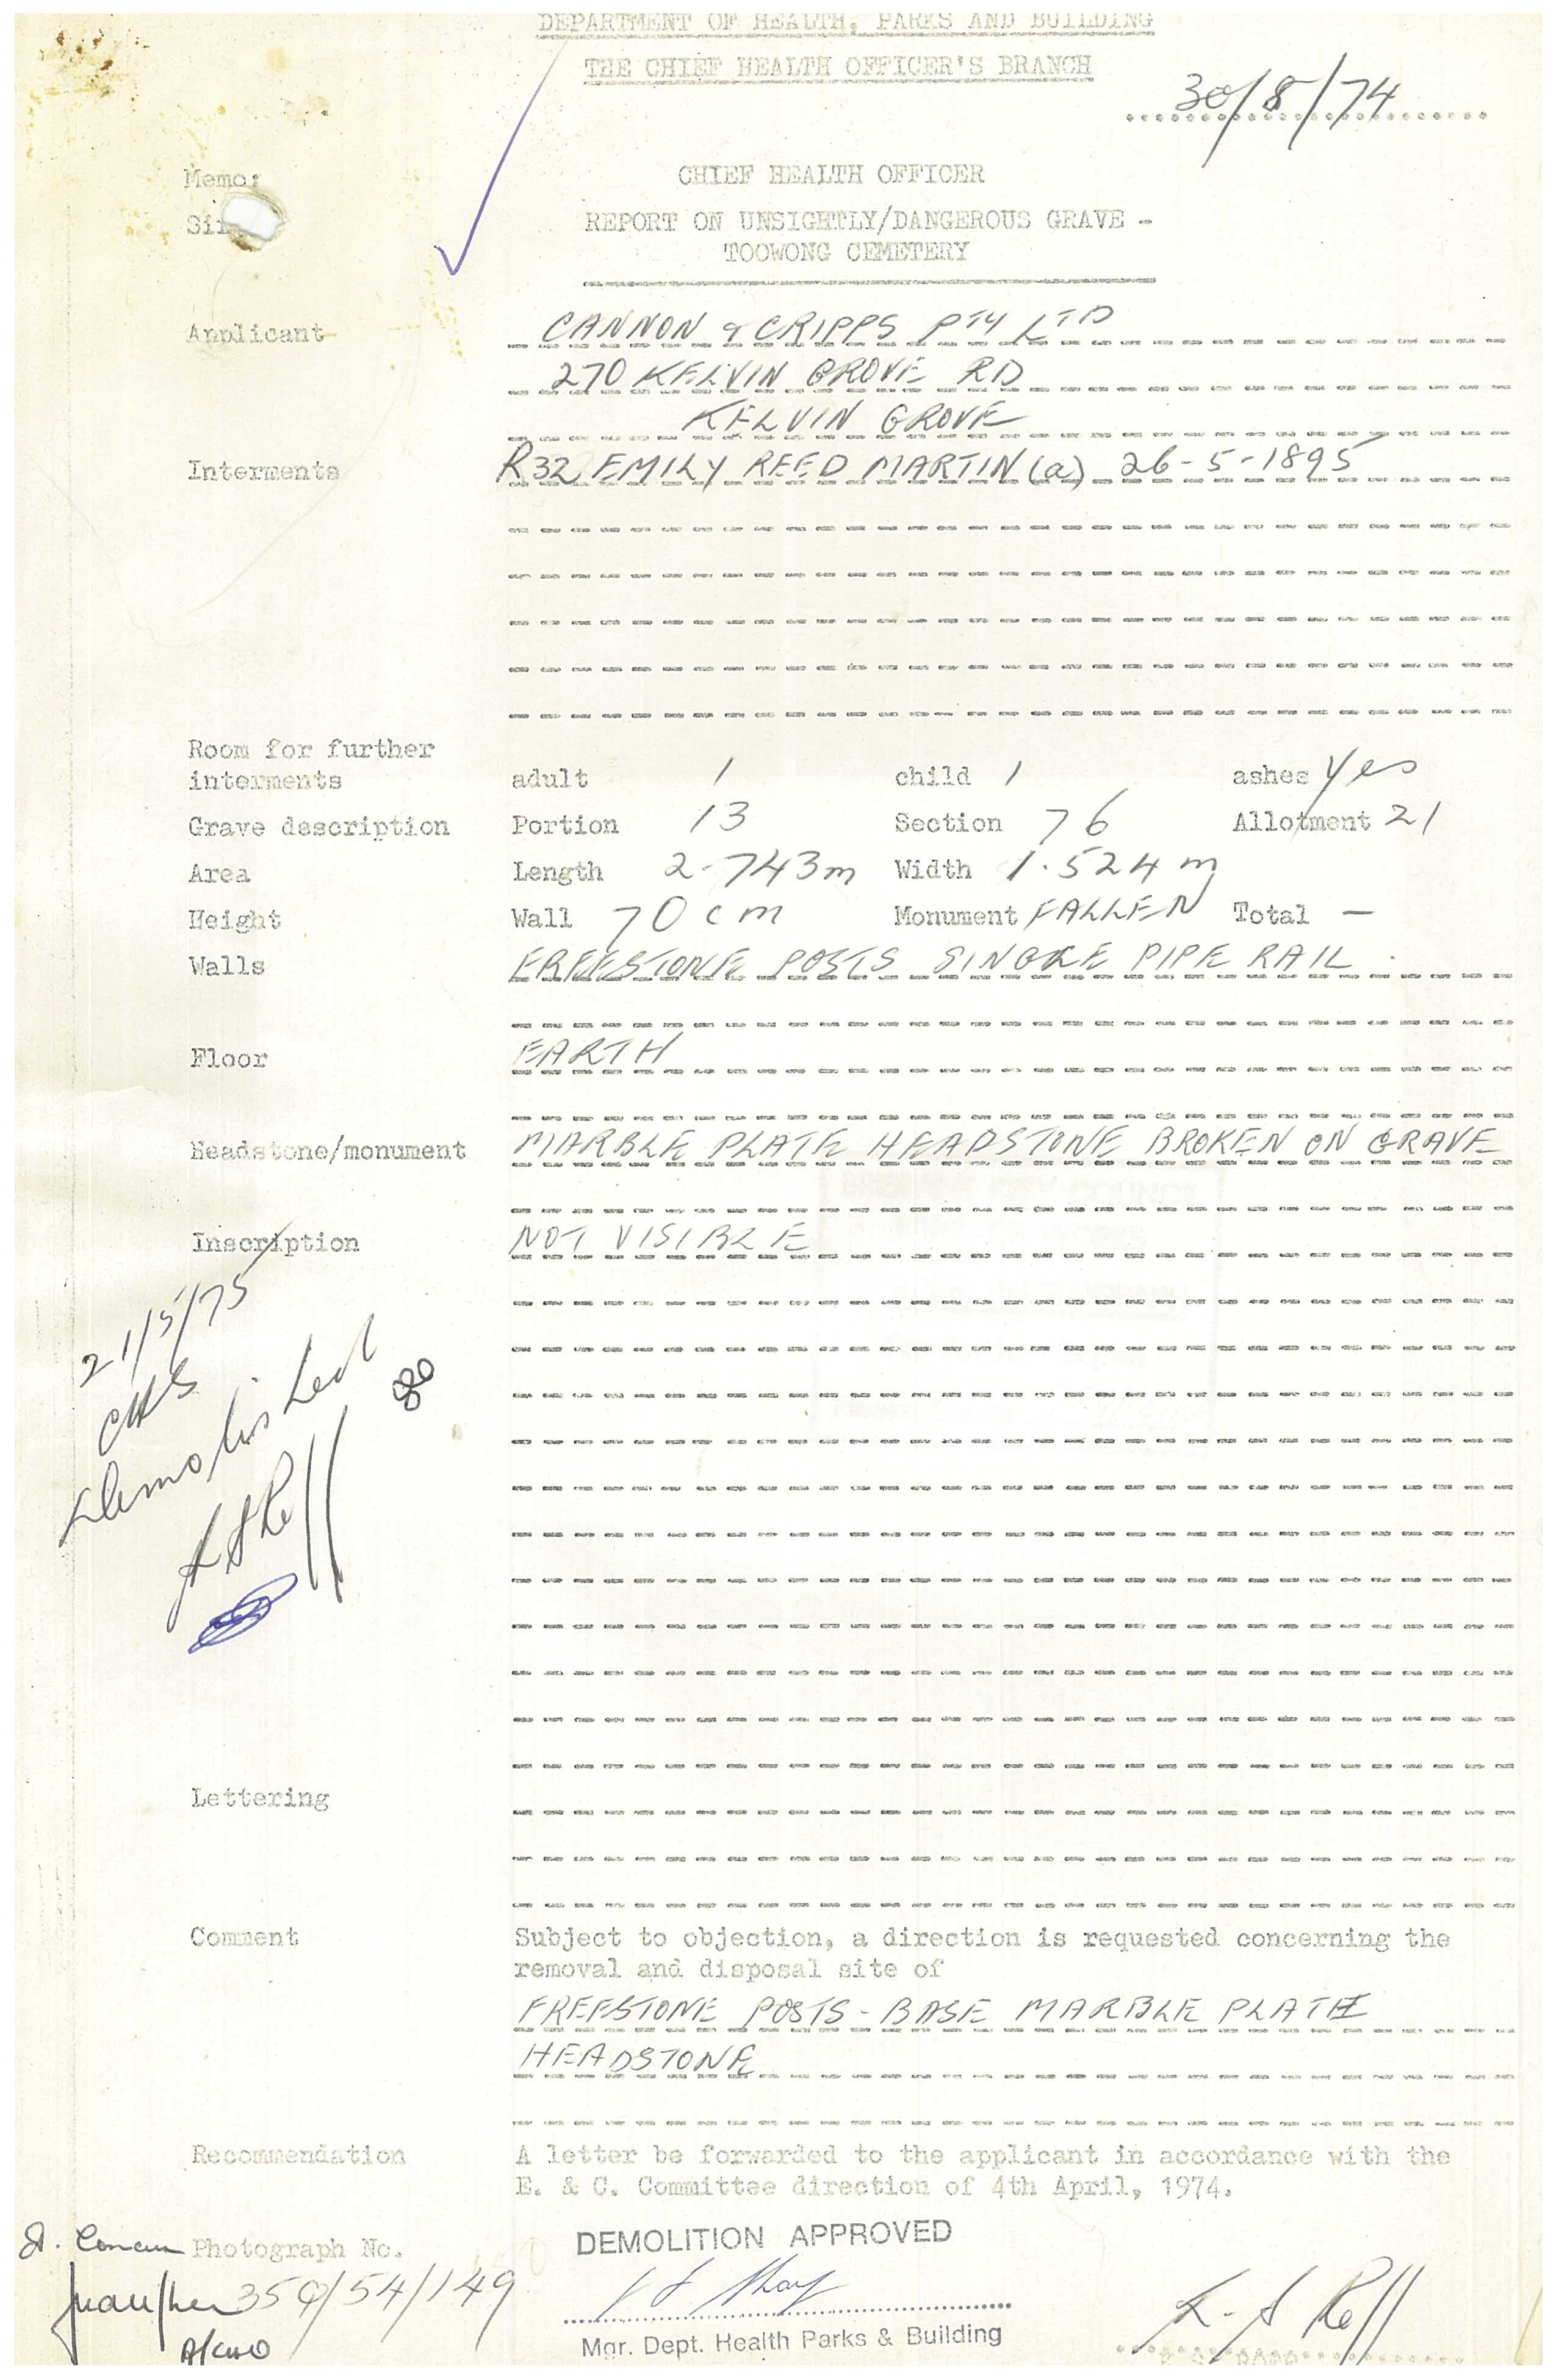 DEPARTMENT OF HEALTH, PARKS AND BUILDING
THE CHIEF HEALTH OFFICER'S BRANCH
30/8/74
Memo:
CHIEF HEALTH OFFICER
REPORT ON UNSIGHTLY/DANGEROUS GRAVE -
TOOWONG CEMETERY
Applicant CANNON & CRIPPS PTY LTD
270 KELVIN GROVE RD
KELVIN GROVE
Interments R32 EMILY REED MARTIN (a) 26-5-1895
Room for further
interments adult 1 child 1 ashes Yes
Grave description Portion 13 Section 76 Allotment 21
Area Length 2.743m Width 1.524m
Height Wall 70cm Monument FALLEN Total —
Walls FREESTONE POSTS SINGLE PIPE RAIL
Floor EARTH
Headstone/monument MARBLE PLATE HEADSTONE BROKEN ON GRAVE
Inscription NOT VISIBLE
21/5/75
Demolished
Lettering
Comment Subject to objection, a direction is requested concerning the
removal and disposal site of
FREESTONE POSTS - BASE MARBLE PLATE
HEADSTONE
Recommendation A letter be forwarded to the applicant in accordance with the
E. & C. Committee direction of 4th April, 1974.
DEMOLITION APPROVED
Photograph No.
/54/149
Mgr. Dept. Health Parks & Building